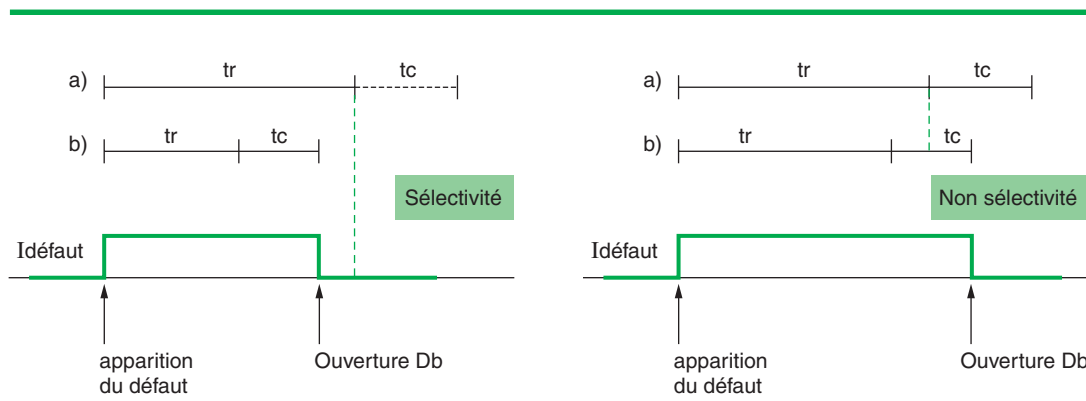 a) tr tc
b) tr tc
Sélectivité
Idéfaut
apparition
du défaut
Ouverture Db
a) tr tc
b) tr tc
Non sélectivité
Idéfaut
apparition
du défaut
Ouverture Db